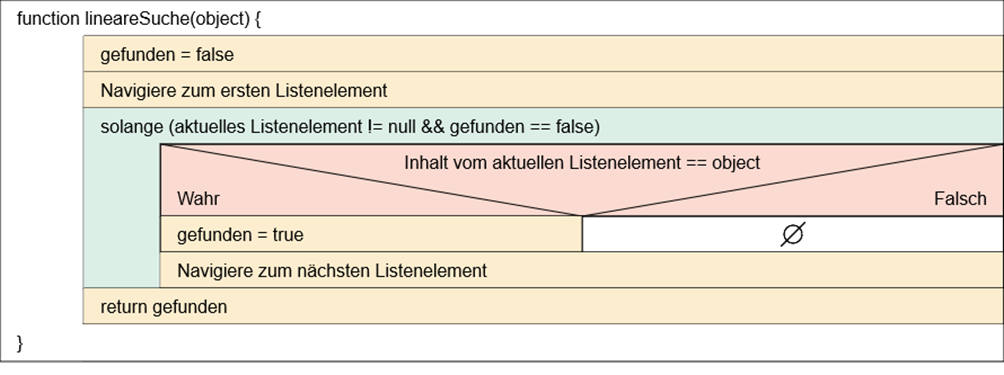 function lineareSuche(object) {
gefunden = false
Navigiere zum ersten Listenelement
solange (aktuelles Listenelement != null && gefunden == false)
Inhalt vom aktuellen Listenelement == object
Wahr Falsch
gefunden = true ∅
Navigiere zum nächsten Listenelement
return gefunden
}